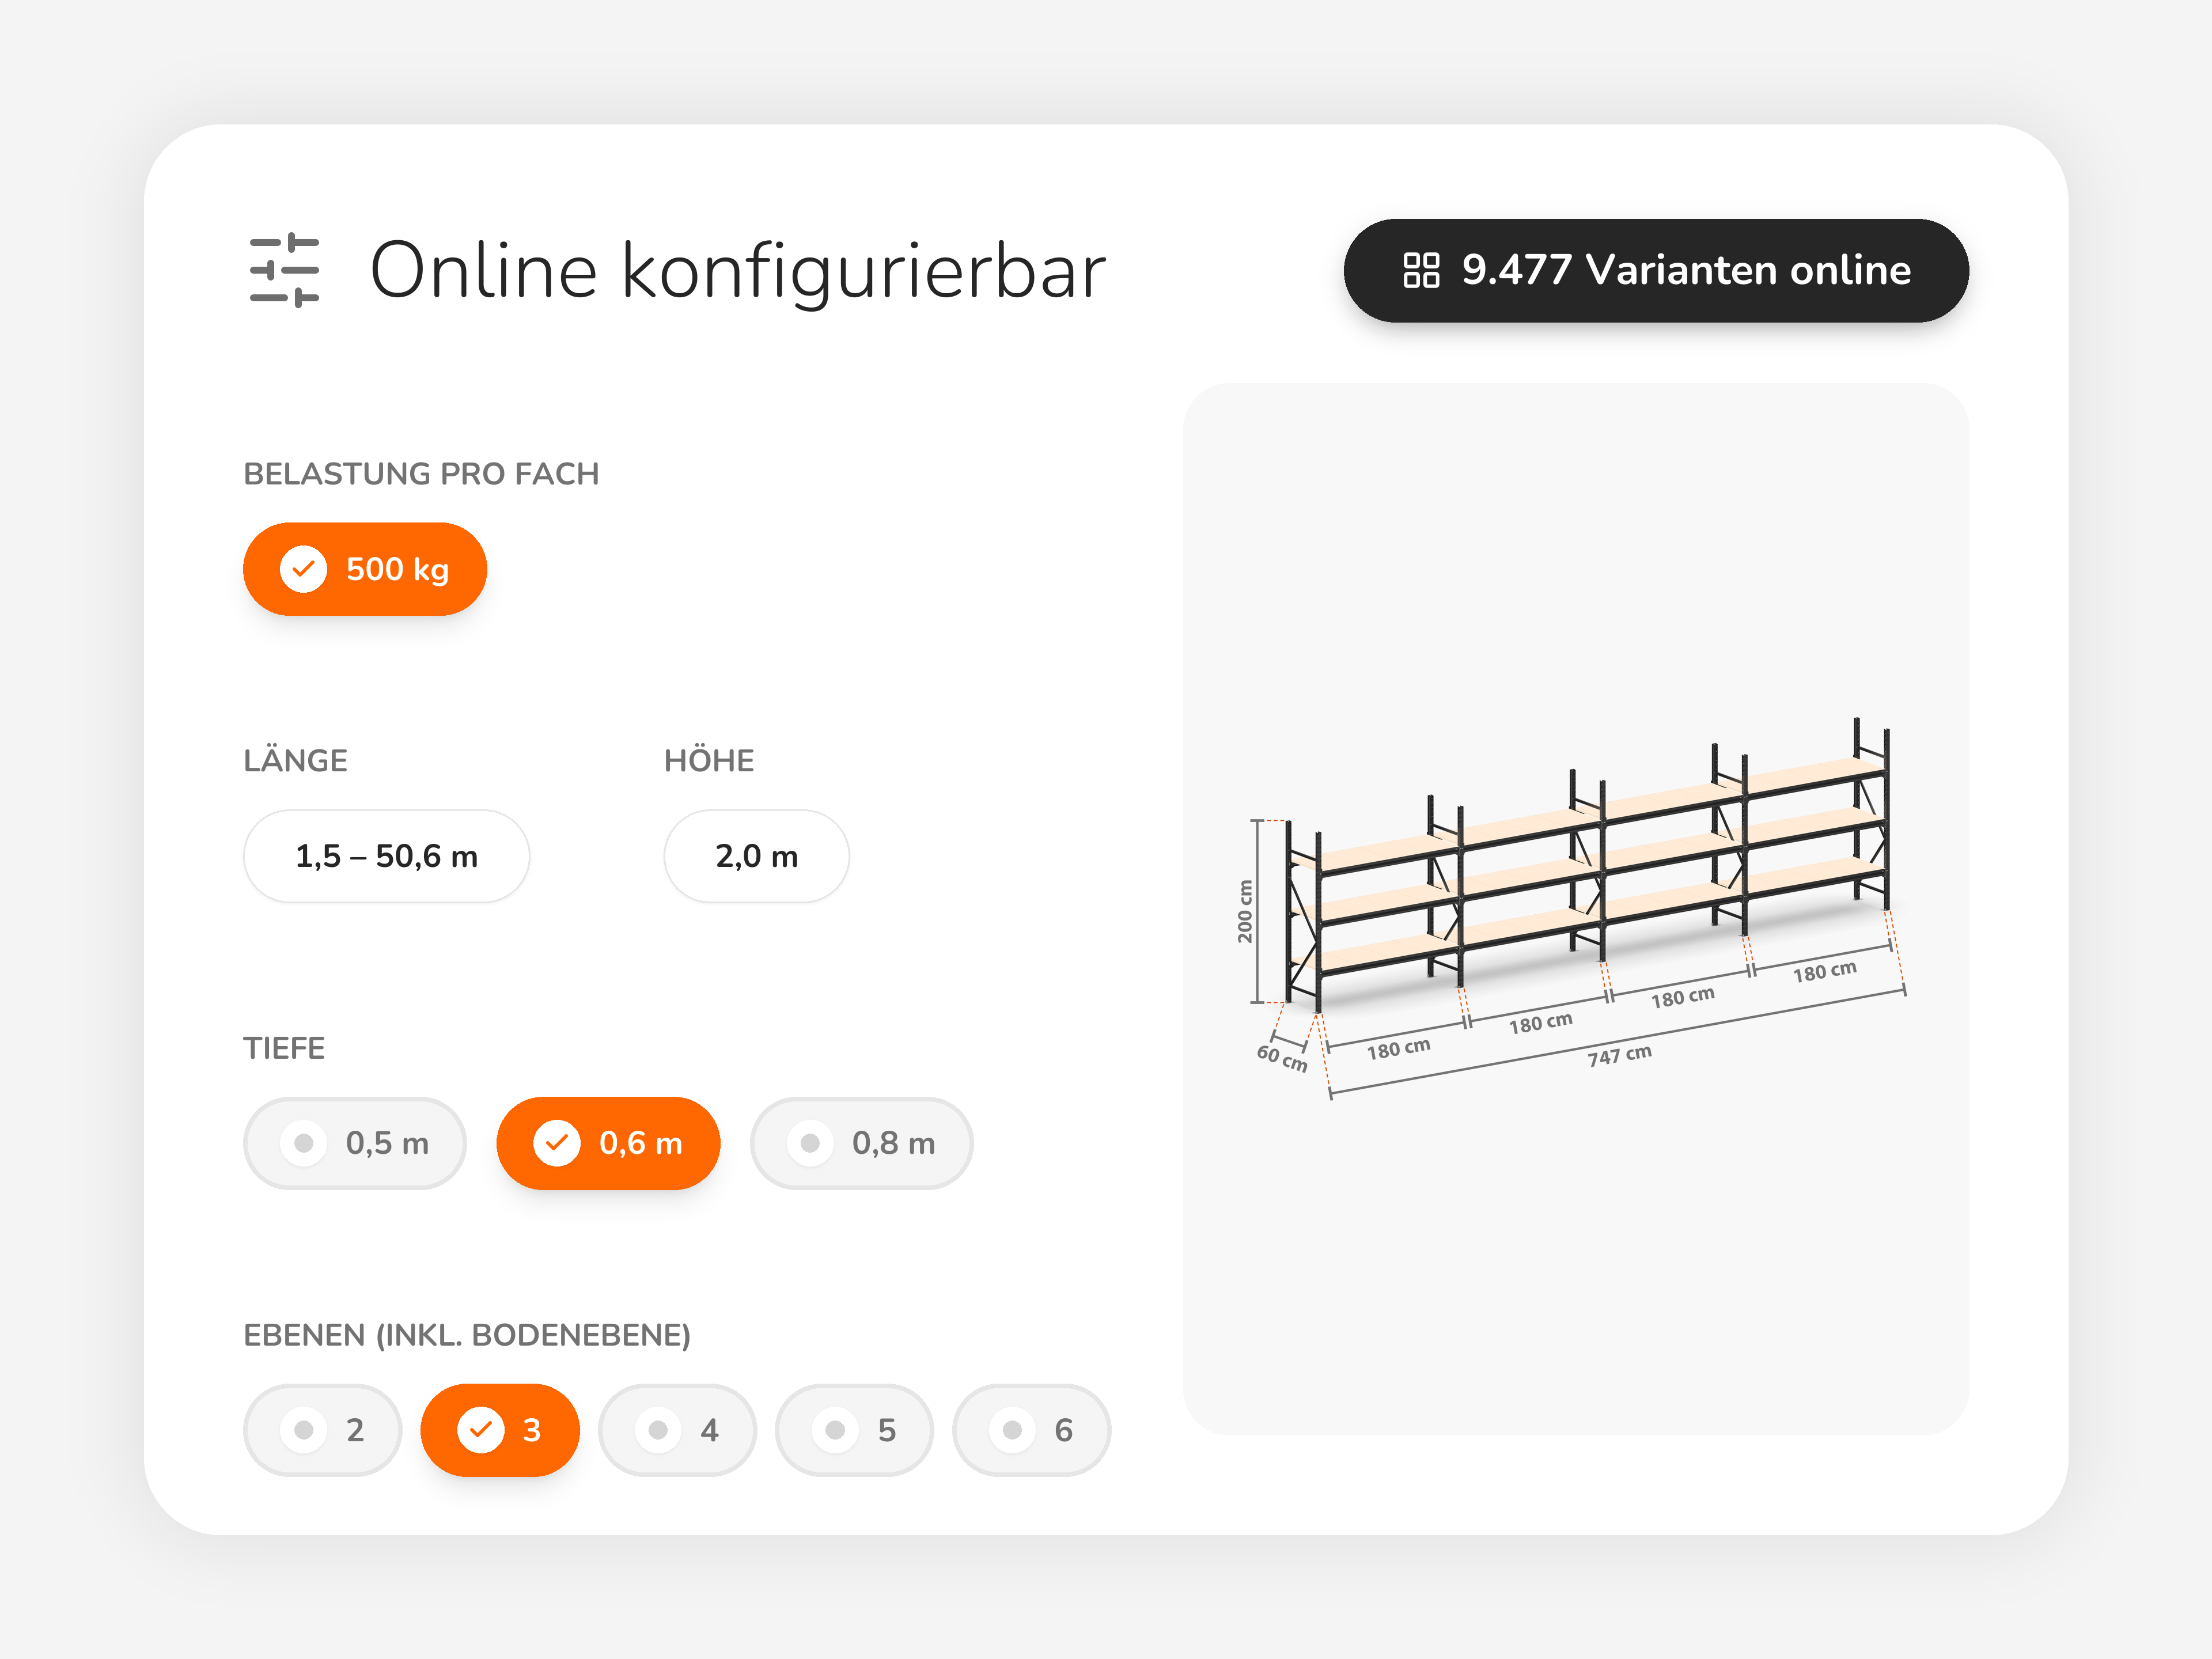 Online konfigurierbar
9.477 Varianten online
BELASTUNG PRO FACH
500 kg
LÄNGE
HÖHE
1,5 – 50,6 m
2,0 m
TIEFE
0,5 m
0,6 m
0,8 m
EBENEN (INKL. BODENEBENE)
2
3
4
5
6
200 cm
60 cm
180 cm
180 cm
180 cm
180 cm
747 cm